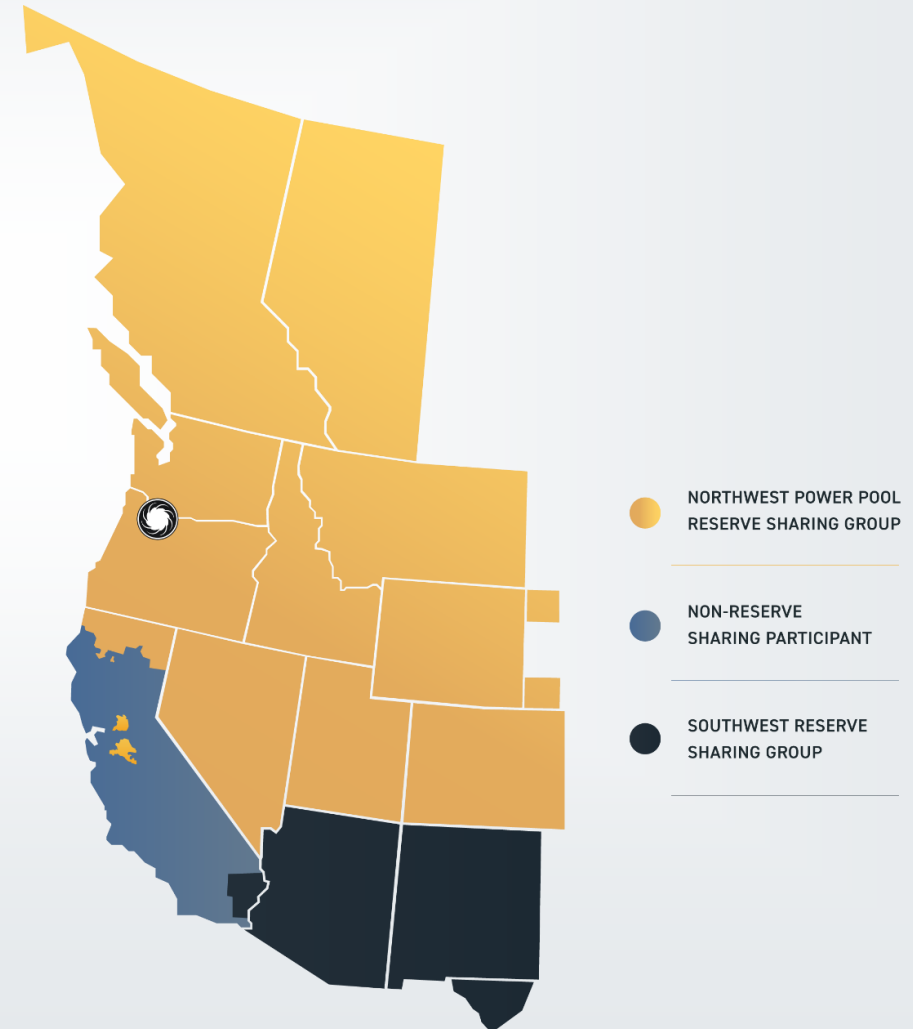 NORTHWEST POWER POOL
RESERVE SHARING GROUP
NON-RESERVE
SHARING PARTICIPANT
SOUTHWEST RESERVE
SHARING GROUP